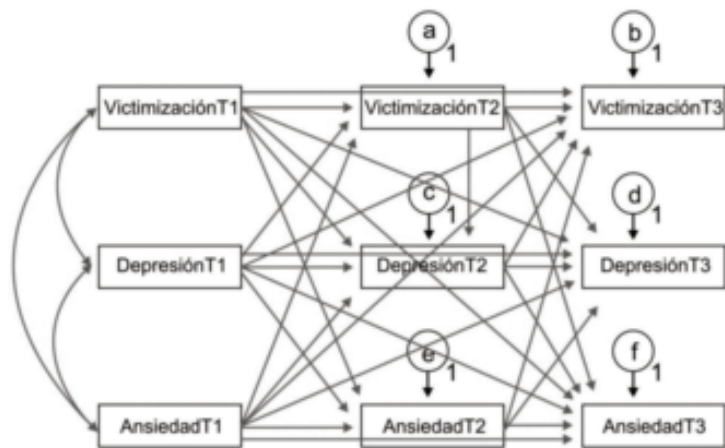 a
b
1
1
VictimizaciónT1
VictimizaciónT2
VictimizaciónT3
c
d
1
1
DepresiónT1
DepresiónT2
DepresiónT3
e
f
1
1
AnsiedadT1
AnsiedadT2
AnsiedadT3